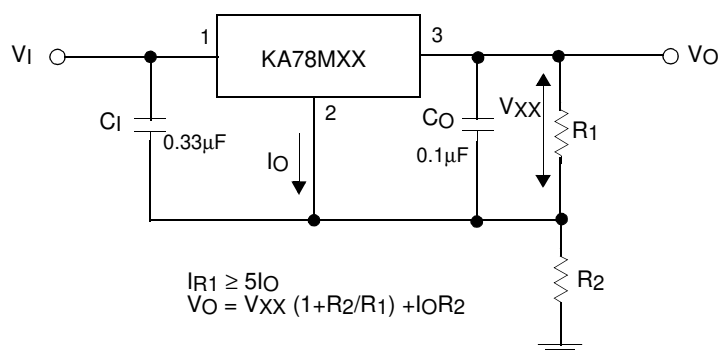 VI
1
KA78MXX
3
VO
2
CI
0.33μF
IO
CO
0.1μF
VXX
R1
R2
IR1 ≥ 5IO
VO = VXX (1+R2/R1) +IOR2